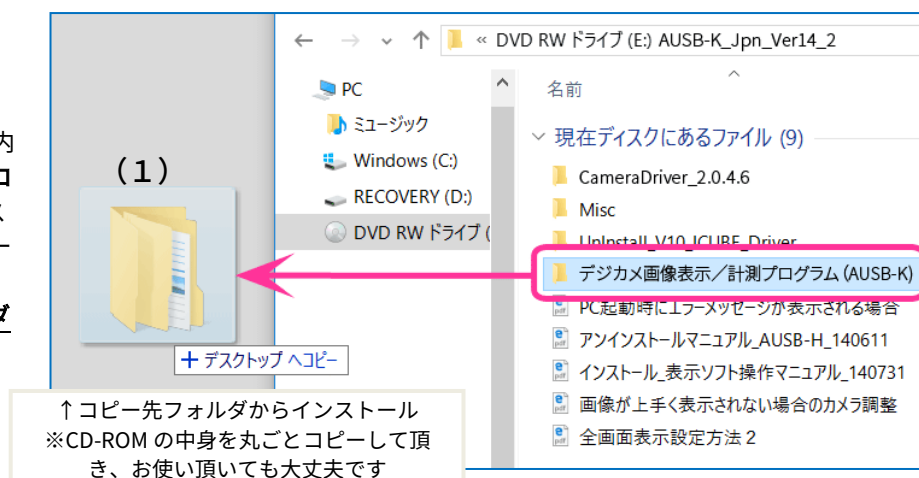 内
コ
ス
ー
ダ
(1)
+ デスクトップ へコピー
↑コピー先フォルダからインストール
※CD-ROM の中身を丸ごとコピーして頂
き、お使い頂いても大丈夫です
« DVD RW ドライブ (E:) AUSB-K_Jpn_Ver14_2
PC
ミュージック
Windows (C:)
RECOVERY (D:)
DVD RW ドライブ (
名前
現在ディスクにあるファイル (9)
CameraDriver_2.0.4.6
Misc
UnInstall_V10_ICUBE_Driver
デジカメ画像表示／計測プログラム (AUSB-K)
PC起動時にエラーメッセージが表示される場合
アンインストールマニュアル_AUSB-H_140611
インストール_表示ソフト操作マニュアル_140731
画像が上手く表示されない場合のカメラ調整
全画面表示設定方法２